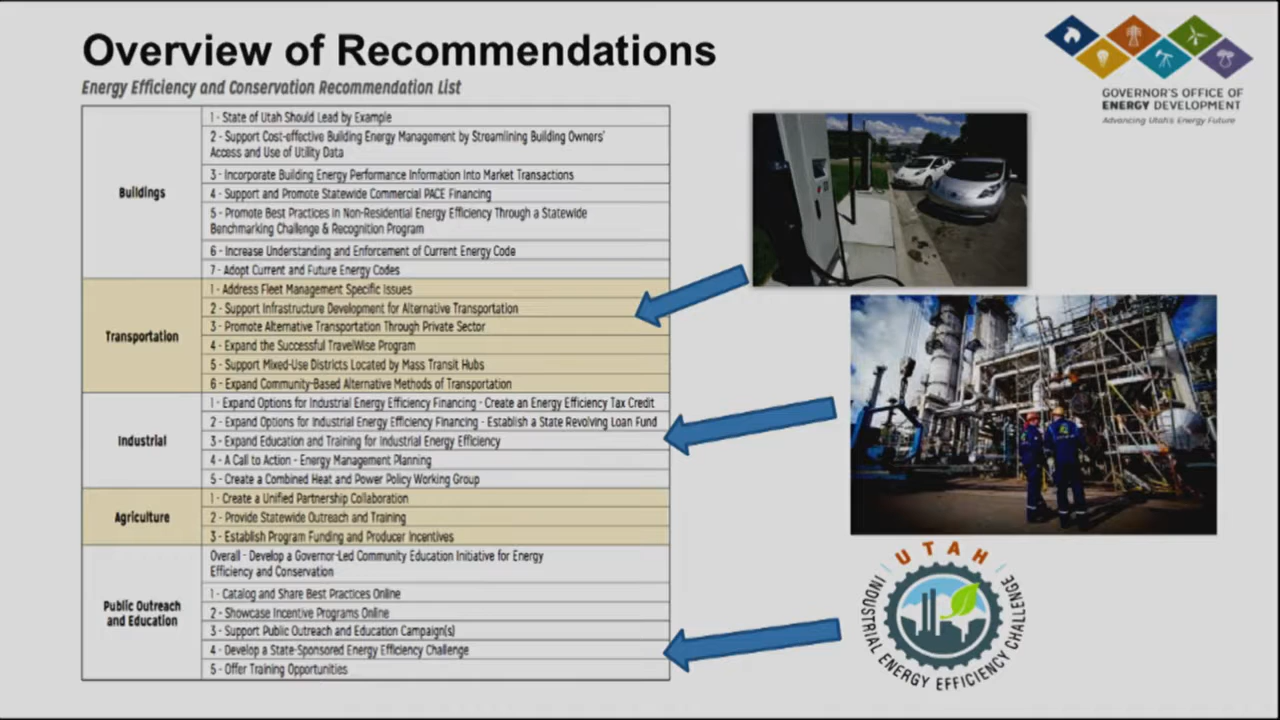 Overview of Recommendations
Energy Efficiency and Conservation Recommendation List
GOVERNOR'S OFFICE OF
ENERGY DEVELOPMENT
Advancing Utah's Energy Future
Buildings
1 - State of Utah Should Lead by Example
2 - Support Cost-effective Building Energy Management by Streamlining Building Owners'
Access and Use of Utility Data
3 - Incorporate Building Energy Performance Information Into Market Transactions
4 - Support and Promote Statewide Commercial PACE Financing
5 - Promote Best Practices in Non-Residential Energy Efficiency Through a Statewide
Benchmarking Challenge & Recognition Program
6 - Increase Understanding and Enforcement of Current Energy Code
7 - Adopt Current and Future Energy Codes
Transportation
1 - Address Fleet Management Specific Issues
2 - Support Infrastructure Development for Alternative Transportation
3 - Promote Alternative Transportation Through Private Sector
4 - Expand the Successful TravelWise Program
5 - Support Mixed-Use Districts Located by Mass Transit Hubs
6 - Expand Community-Based Alternative Methods of Transportation
Industrial
1 - Expand Options for Industrial Energy Efficiency Financing - Create an Energy Efficiency Tax Credit
2 - Expand Options for Industrial Energy Efficiency Financing - Establish a State Revolving Loan Fund
3 - Expand Education and Training for Industrial Energy Efficiency
4 - A Call to Action - Energy Management Planning
5 - Create a Combined Heat and Power Policy Working Group
Agriculture
1 - Create a Unified Partnership Collaboration
2 - Provide Statewide Outreach and Training
3 - Establish Program Funding and Producer Incentives
Public Outreach
and Education
Overall - Develop a Governor-Led Community Education Initiative for Energy
Efficiency and Conservation
1 - Catalog and Share Best Practices Online
2 - Showcase Incentive Programs Online
3 - Support Public Outreach and Education Campaign(s)
4 - Develop a State-Sponsored Energy Efficiency Challenge
5 - Offer Training Opportunities
UTAH
INDUSTRIAL ENERGY EFFICIENCY CHALLENGE